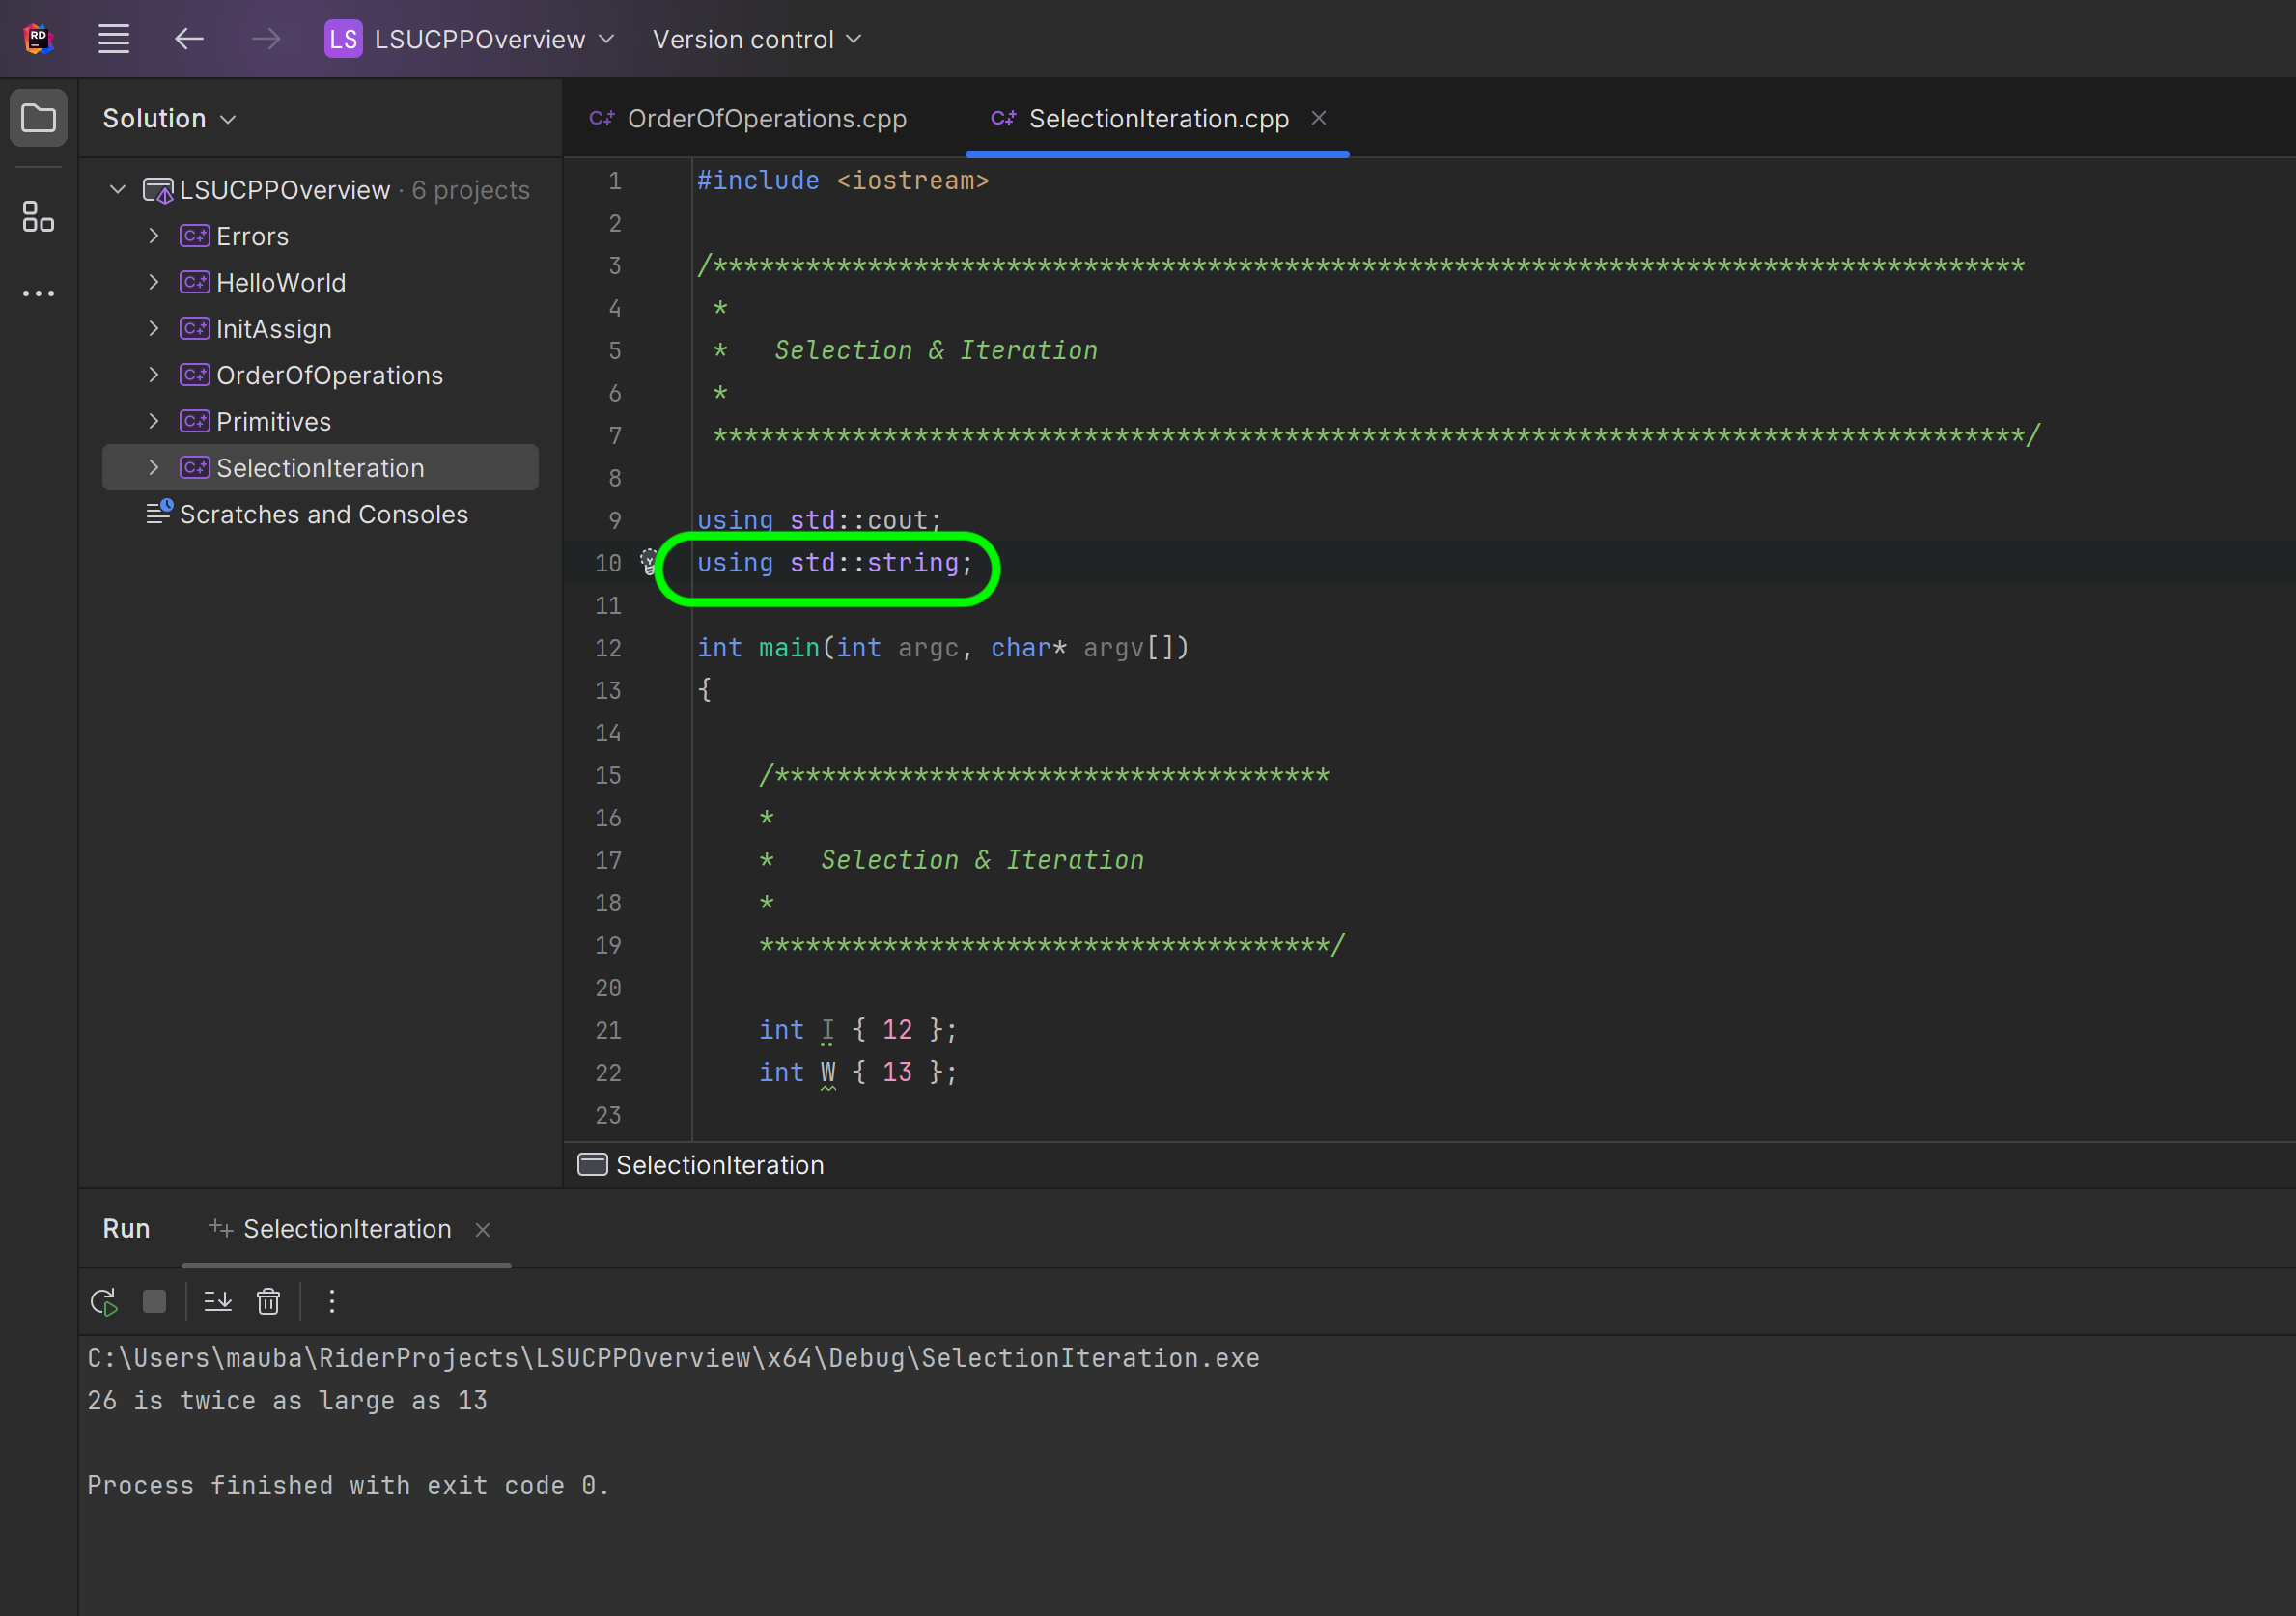 RD
LS LSUCPPOverview Version control
Solution
LSUCPPOverview · 6 projects
C++ Errors
C++ HelloWorld
C++ InitAssign
C++ OrderOfOperations
C++ Primitives
C++ SelectionIteration
Scratches and Consoles
C++ OrderOfOperations.cpp C++ SelectionIteration.cpp
1 #include <iostream>
2
3 /*************************************************************************************
4 *
5 * Selection & Iteration
6 *
7 *************************************************************************************/
8
9 using std::cout;
10 using std::string;
11
12 int main(int argc, char* argv[])
13 {
14
15 /************************************
16 *
17 * Selection & Iteration
18 *
19 *************************************/
20
21 int I { 12 };
22 int W { 13 };
23
SelectionIteration
Run SelectionIteration
C:\Users\mauba\RiderProjects\LSUCPPOverview\x64\Debug\SelectionIteration.exe
26 is twice as large as 13
Process finished with exit code 0.